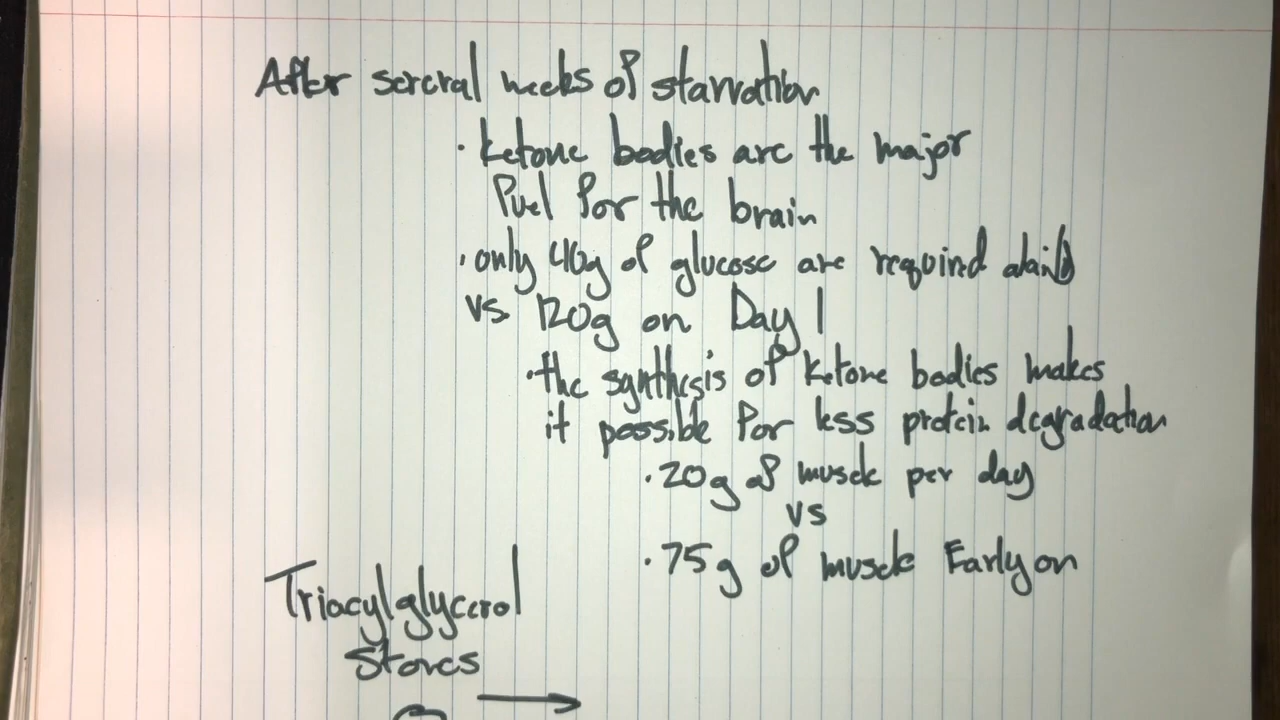 After several weeks of starvation
· Ketone bodies are the major
fuel for the brain
· only 40g of glucose are required
vs 120g on Day 1
· the synthesis of ketone bodies makes
it possible for less protein degradation
· 20g of muscle per day
vs
· 75g of muscle Early on
Triacylglycerol
Stores